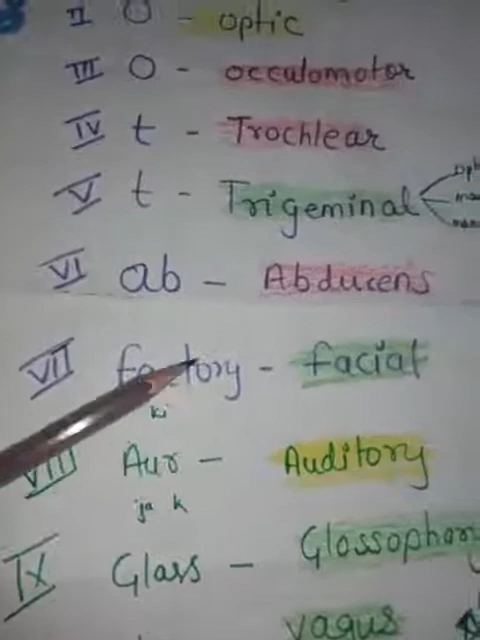 II O - optic
III O - occulomotor
IV t - Trochlear
V t - Trigeminal
VI ab - Abducens
VII factory - facial
ki
VIII Aur - Auditory
ja k
IX Glass - Glossophar
vagus